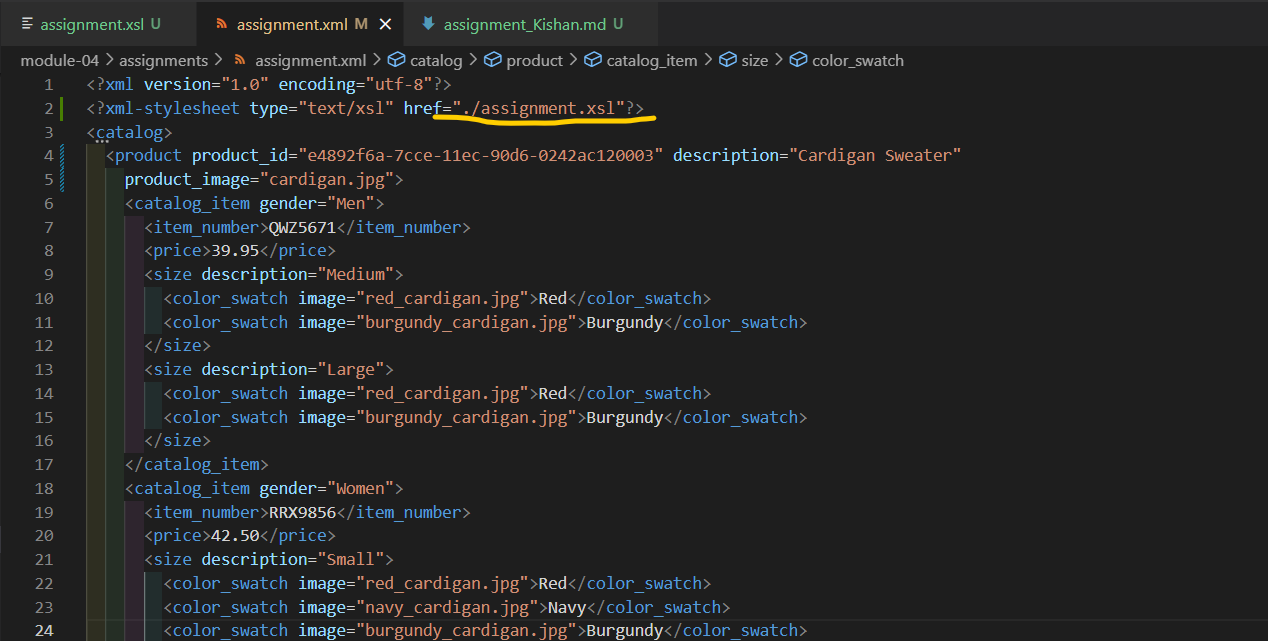 assignment.xsl U assignment.xml M assignment_Kishan.md U
module-04 > assignments > assignment.xml > catalog > product > catalog_item > size > color_swatch
1 <?xml version="1.0" encoding="utf-8"?>
2 <?xml-stylesheet type="text/xsl" href="./assignment.xsl"?>
3 <catalog>
4 <product product_id="e4892f6a-7cce-11ec-90d6-0242ac120003" description="Cardigan Sweater"
5 product_image="cardigan.jpg">
6 <catalog_item gender="Men">
7 <item_number>QWZ5671</item_number>
8 <price>39.95</price>
9 <size description="Medium">
10 <color_swatch image="red_cardigan.jpg">Red</color_swatch>
11 <color_swatch image="burgundy_cardigan.jpg">Burgundy</color_swatch>
12 </size>
13 <size description="Large">
14 <color_swatch image="red_cardigan.jpg">Red</color_swatch>
15 <color_swatch image="burgundy_cardigan.jpg">Burgundy</color_swatch>
16 </size>
17 </catalog_item>
18 <catalog_item gender="Women">
19 <item_number>RRX9856</item_number>
20 <price>42.50</price>
21 <size description="Small">
22 <color_swatch image="red_cardigan.jpg">Red</color_swatch>
23 <color_swatch image="navy_cardigan.jpg">Navy</color_swatch>
24 <color_swatch image="burgundy_cardigan.jpg">Burgundy</color_swatch>